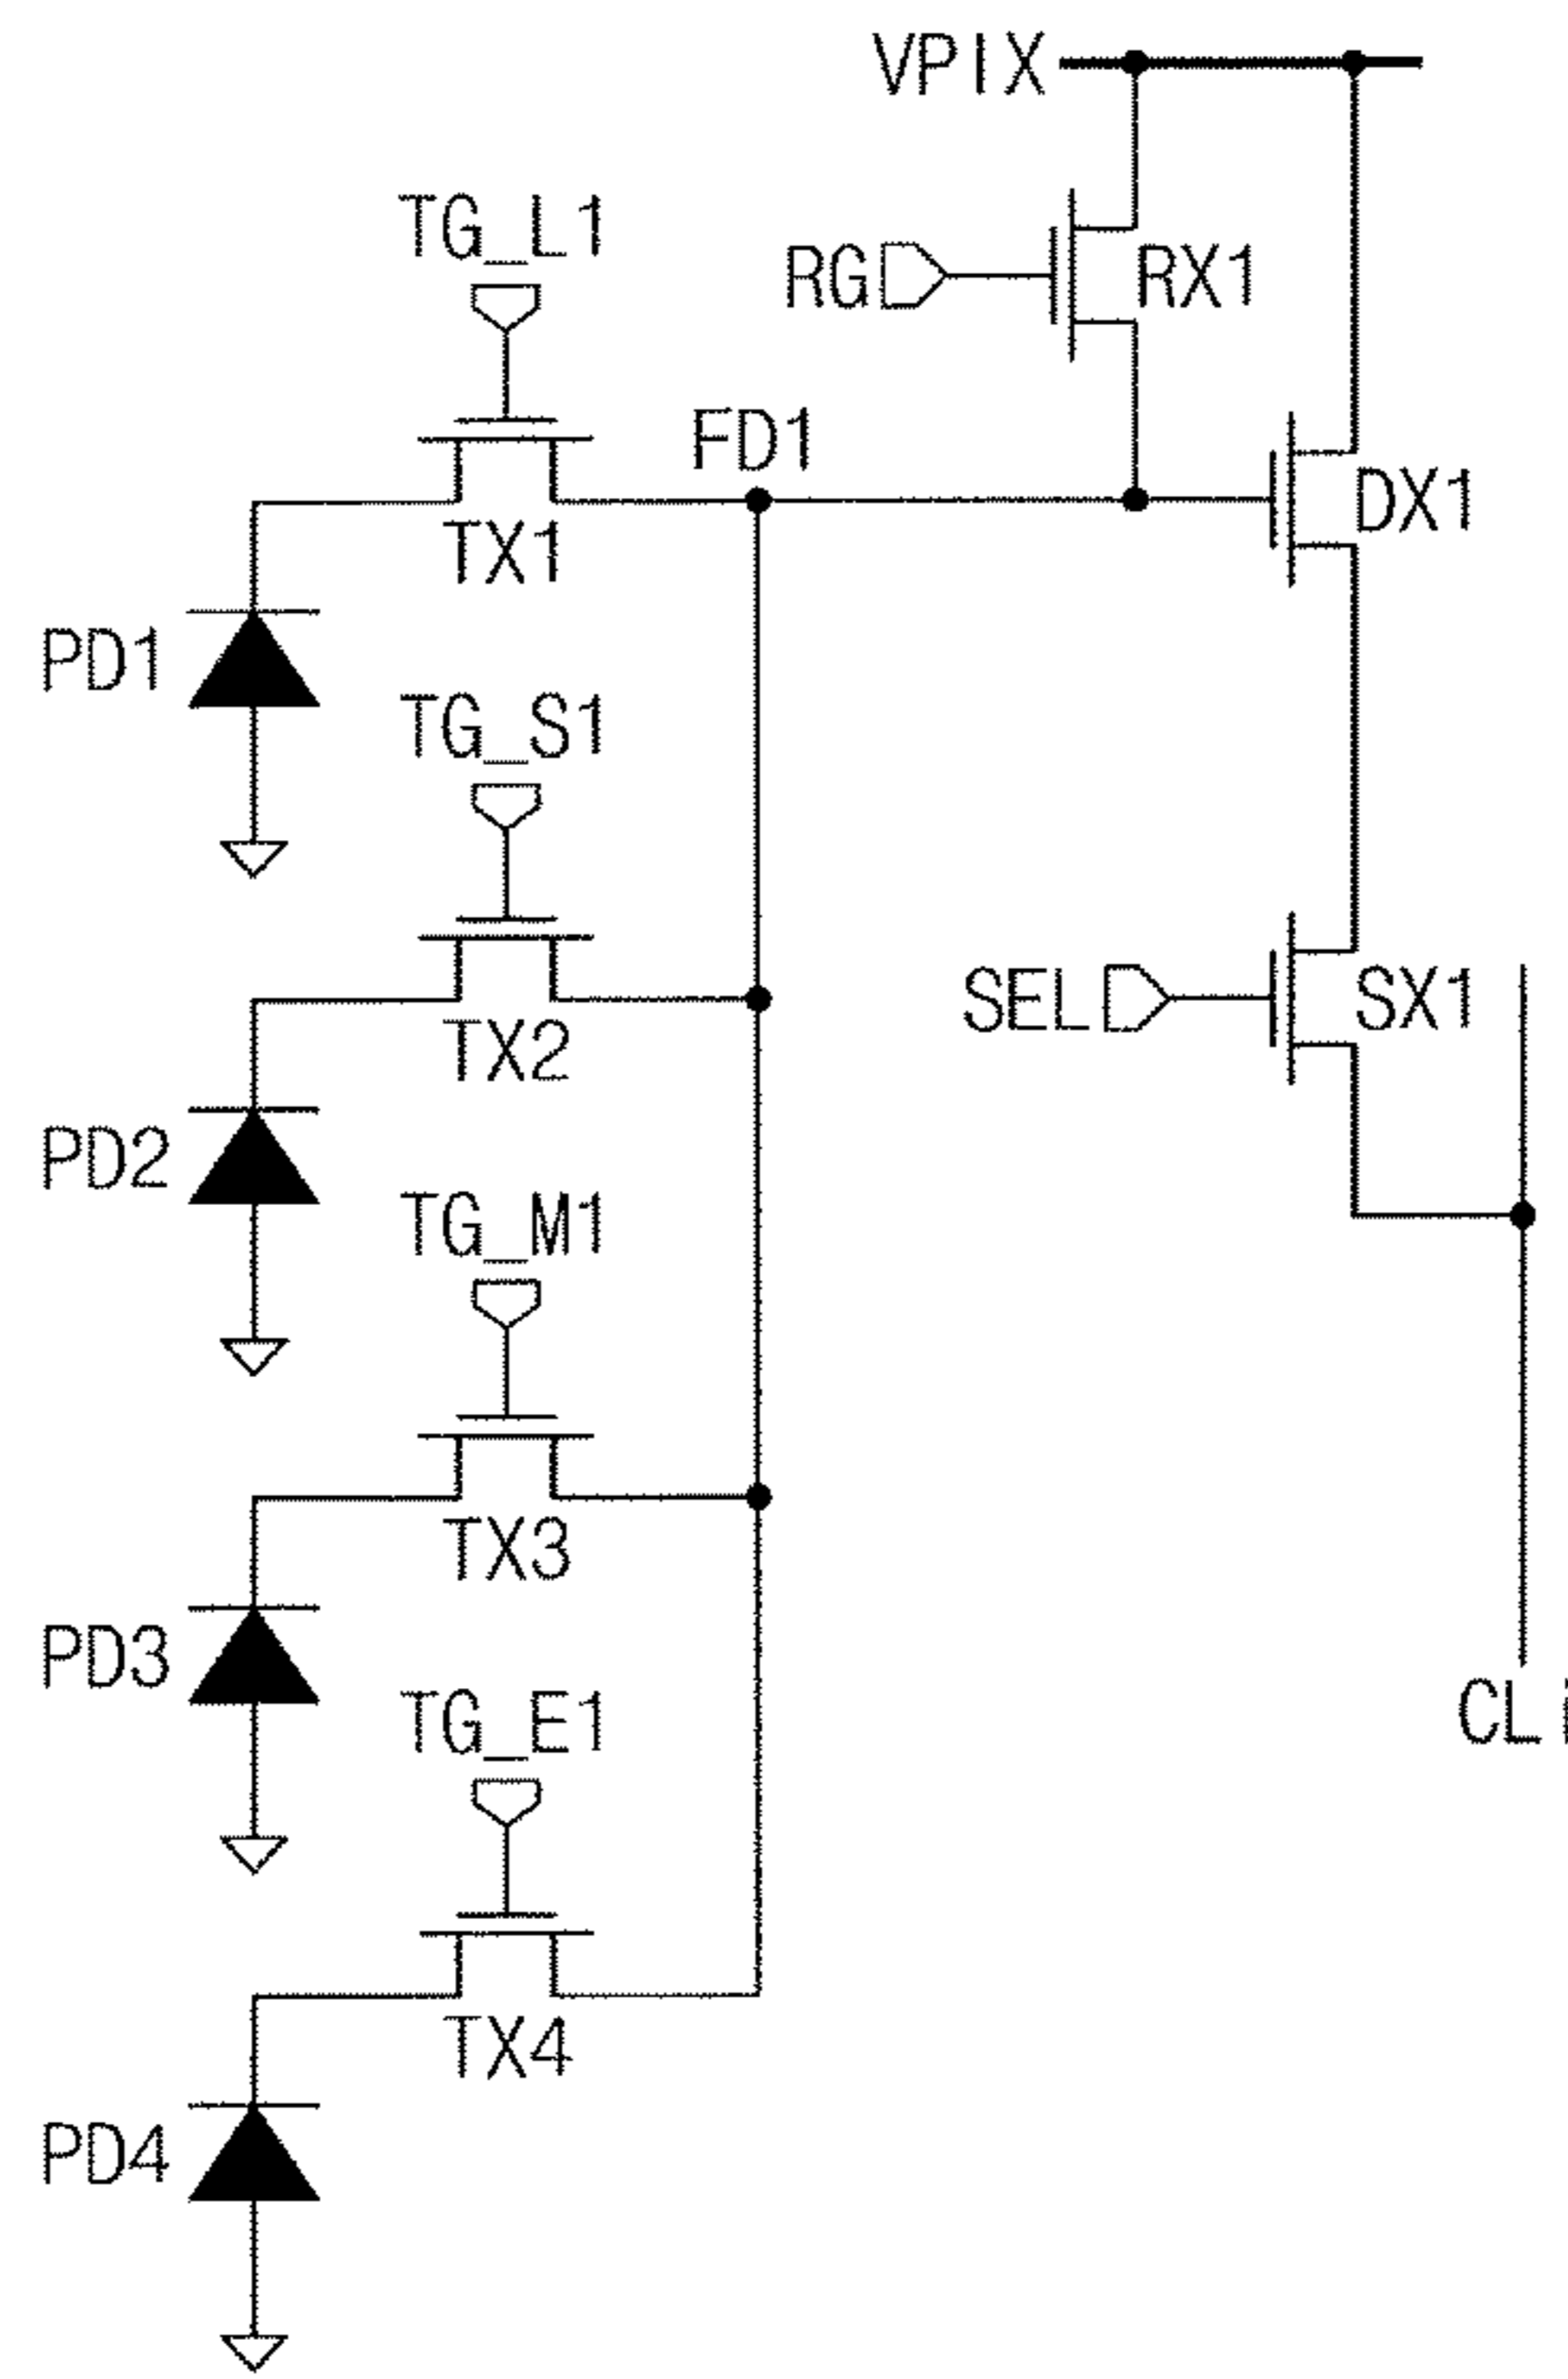 VPIX
TG_L1
RG
RX1
FD1
DX1
TX1
PD1
TG_S1
SEL
SX1
TX2
PD2
TG_M1
TX3
PD3
TG_E1
TX4
PD4